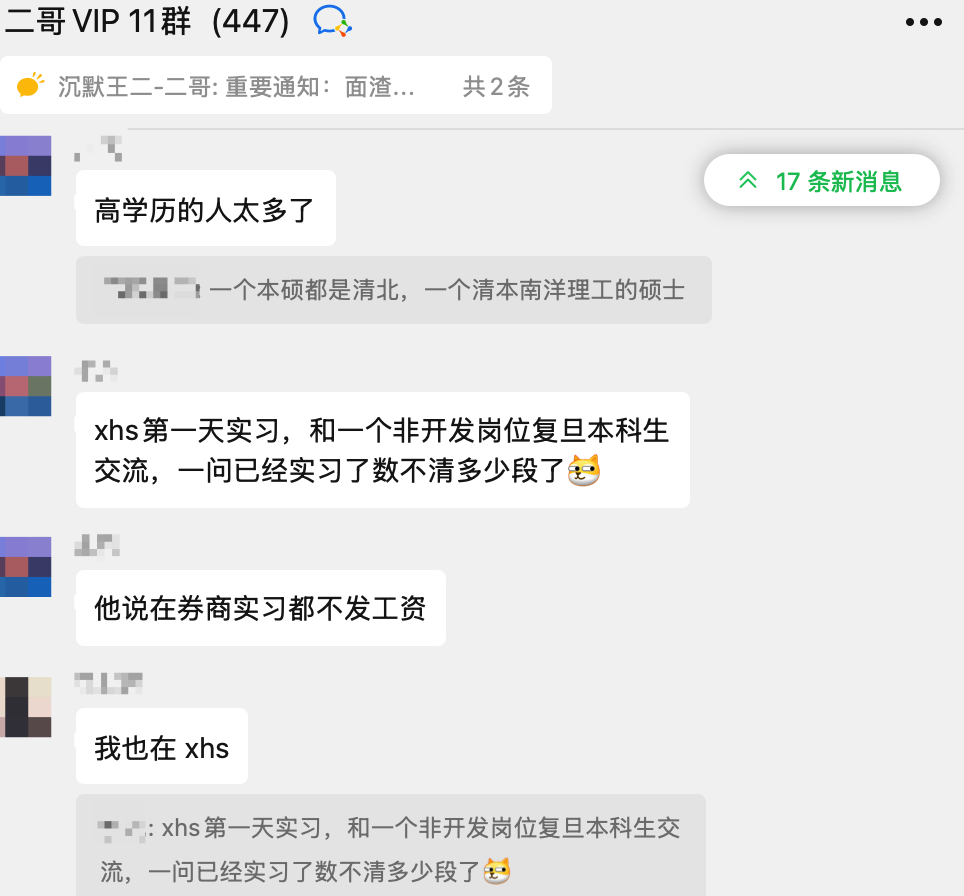 二哥 VIP 11群（447）
沉默王二-二哥: 重要通知：面渣... 共2条
17 条新消息
高学历的人太多了
一个本硕都是清北，一个清本南洋理工的硕士
xhs第一天实习，和一个非开发岗位复旦本科生
交流，一问已经实习了数不清多少段了
他说在券商实习都不发工资
我也在 xhs
: xhs第一天实习，和一个非开发岗位复旦本科生交
流，一问已经实习了数不清多少段了